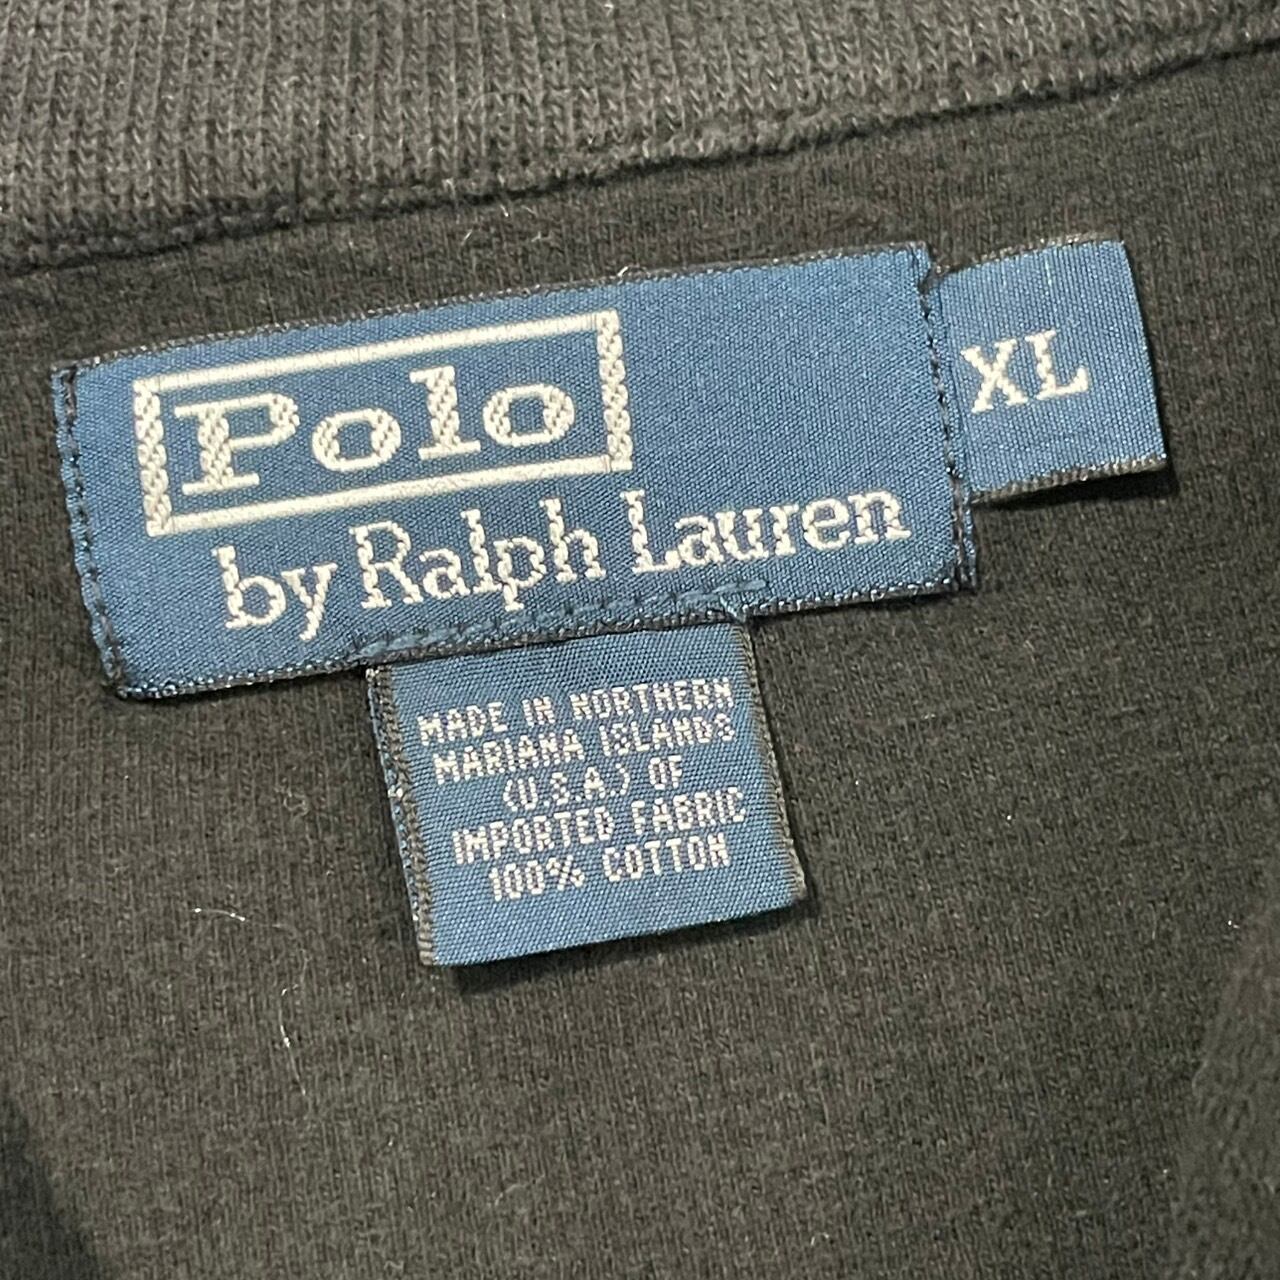 Polo
by Ralph Lauren
XL
MADE IN NORTHERN
MARIANA ISLANDS
(U.S.A.) OF
IMPORTED FABRIC
100% COTTON